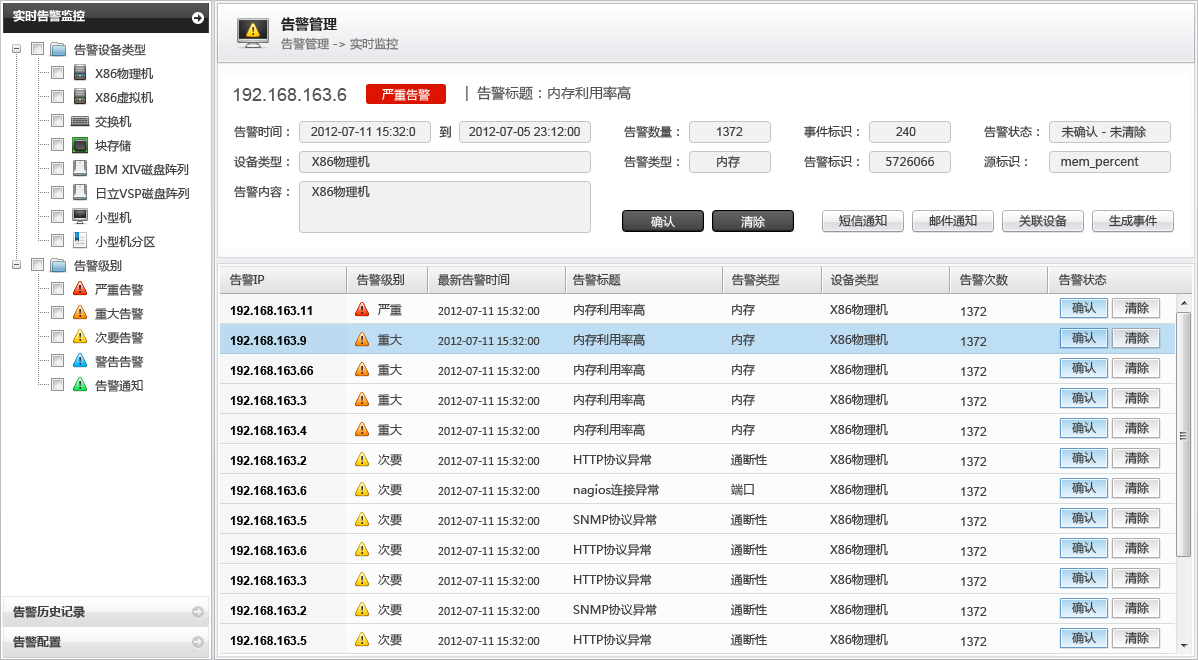 实时告警监控
告警设备类型
X86物理机
X86虚拟机
交换机
块存储
IBM XIV磁盘阵列
日立VSP磁盘阵列
小型机
小型机分区
告警级别
严重告警
重大告警
次要告警
警告告警
告警通知
告警历史记录
告警配置
告警管理
告警管理 -> 实时监控
192.168.163.6 严重告警 | 告警标题：内存利用率高
告警时间： 2012-07-11 15:32:0 到 2012-07-05 23:12:00 告警数量： 1372 事件标识： 240 告警状态： 未确认 - 未清除
设备类型： X86物理机 告警类型： 内存 告警标识： 5726066 源标识： mem_percent
告警内容： X86物理机
确认 清除 短信通知 邮件通知 关联设备 生成事件
告警IP 告警级别 最新告警时间 告警标题 告警类型 设备类型 告警次数 告警状态
192.168.163.11 严重 2012-07-11 15:32:00 内存利用率高 内存 X86物理机 1372 确认 清除
192.168.163.9 重大 2012-07-11 15:32:00 内存利用率高 内存 X86物理机 1372 确认 清除
192.168.163.66 重大 2012-07-11 15:32:00 内存利用率高 内存 X86物理机 1372 确认 清除
192.168.163.3 重大 2012-07-11 15:32:00 内存利用率高 内存 X86物理机 1372 确认 清除
192.168.163.4 重大 2012-07-11 15:32:00 内存利用率高 内存 X86物理机 1372 确认 清除
192.168.163.2 次要 2012-07-11 15:32:00 HTTP协议异常 通断性 X86物理机 1372 确认 清除
192.168.163.6 次要 2012-07-11 15:32:00 nagios连接异常 端口 X86物理机 1372 确认 清除
192.168.163.5 次要 2012-07-11 15:32:00 SNMP协议异常 通断性 X86物理机 1372 确认 清除
192.168.163.6 次要 2012-07-11 15:32:00 HTTP协议异常 通断性 X86物理机 1372 确认 清除
192.168.163.3 次要 2012-07-11 15:32:00 HTTP协议异常 通断性 X86物理机 1372 确认 清除
192.168.163.2 次要 2012-07-11 15:32:00 SNMP协议异常 通断性 X86物理机 1372 确认 清除
192.168.163.5 次要 2012-07-11 15:32:00 HTTP协议异常 通断性 X86物理机 1372 确认 清除